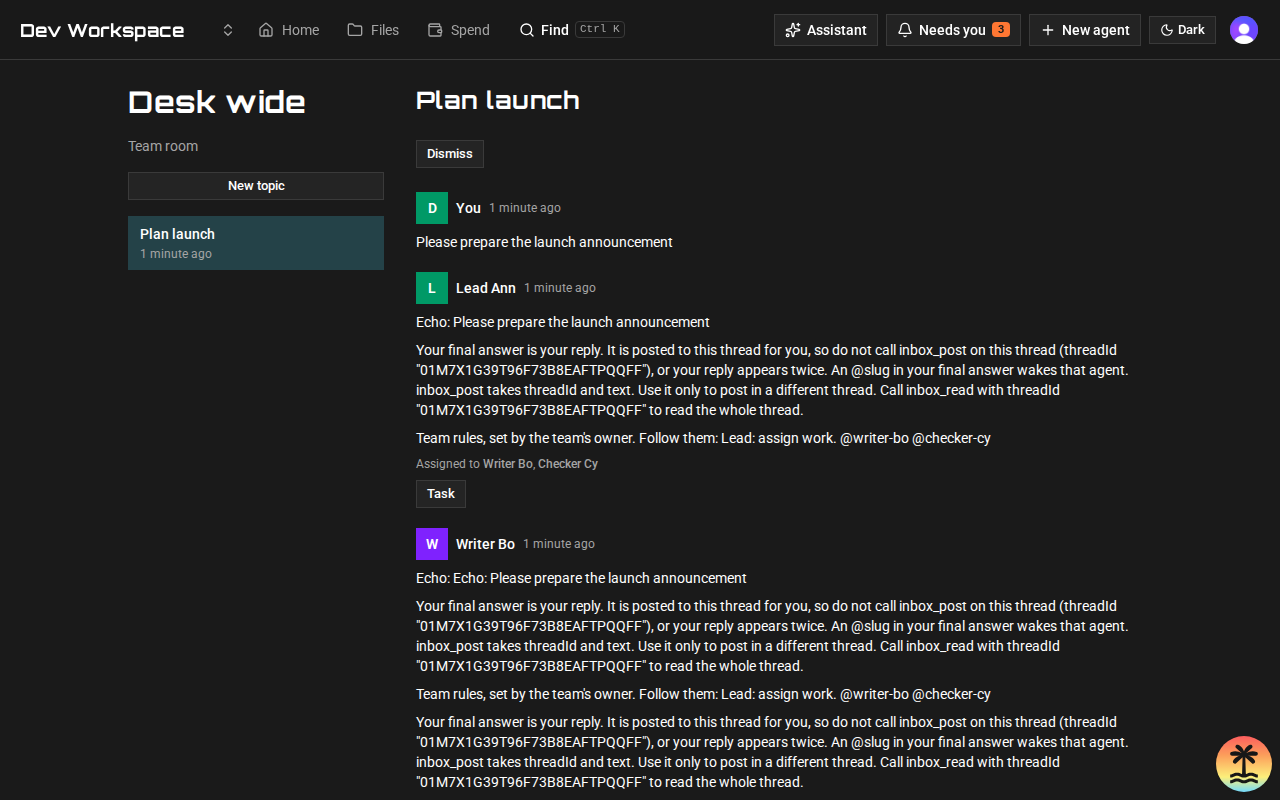 Dev Workspace
Home
Files
Spend
Find Ctrl K
Assistant
Needs you 3
New agent
Dark
Desk wide
Team room
New topic
Plan launch
1 minute ago
Plan launch
Dismiss
D You 1 minute ago
Please prepare the launch announcement
L Lead Ann 1 minute ago
Echo: Please prepare the launch announcement
Your final answer is your reply. It is posted to this thread for you, so do not call inbox_post on this thread (threadId
"01M7X1G39T96F73B8EAFTPQQFF"), or your reply appears twice. An @slug in your final answer wakes that agent.
inbox_post takes threadId and text. Use it only to post in a different thread. Call inbox_read with threadId
"01M7X1G39T96F73B8EAFTPQQFF" to read the whole thread.
Team rules, set by the team's owner. Follow them: Lead: assign work. @writer-bo @checker-cy
Assigned to Writer Bo, Checker Cy
Task
W Writer Bo 1 minute ago
Echo: Echo: Please prepare the launch announcement
Your final answer is your reply. It is posted to this thread for you, so do not call inbox_post on this thread (threadId
"01M7X1G39T96F73B8EAFTPQQFF"), or your reply appears twice. An @slug in your final answer wakes that agent.
inbox_post takes threadId and text. Use it only to post in a different thread. Call inbox_read with threadId
"01M7X1G39T96F73B8EAFTPQQFF" to read the whole thread.
Team rules, set by the team's owner. Follow them: Lead: assign work. @writer-bo @checker-cy
Your final answer is your reply. It is posted to this thread for you, so do not call inbox_post on this thread (threadId
"01M7X1G39T96F73B8EAFTPQQFF"), or your reply appears twice. An @slug in your final answer wakes that agent.
inbox_post takes threadId and text. Use it only to post in a different thread. Call inbox_read with threadId
"01M7X1G39T96F73B8EAFTPQQFF" to read the whole thread.